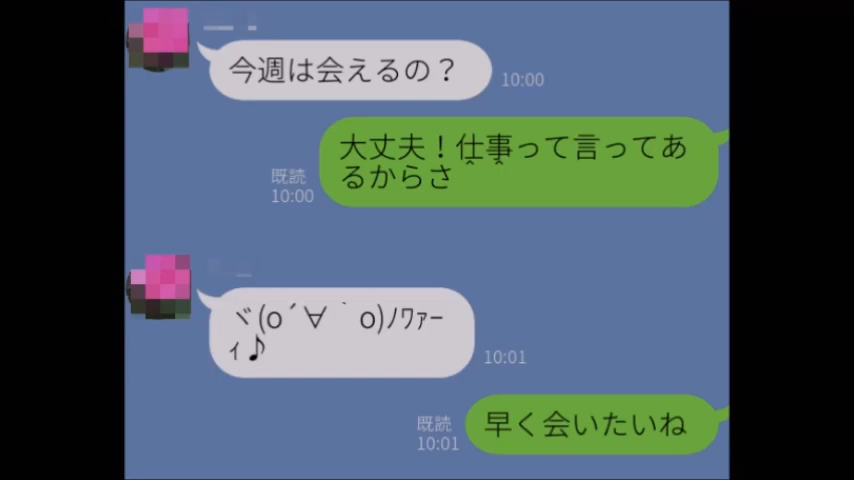 今週は会えるの？
10:00
大丈夫！仕事って言ってあ
るからさ
既読
10:00
ヾ(o´∀｀o)ﾉﾜｧｰ
ｨ♪
10:01
早く会いたいね
既読
10:01